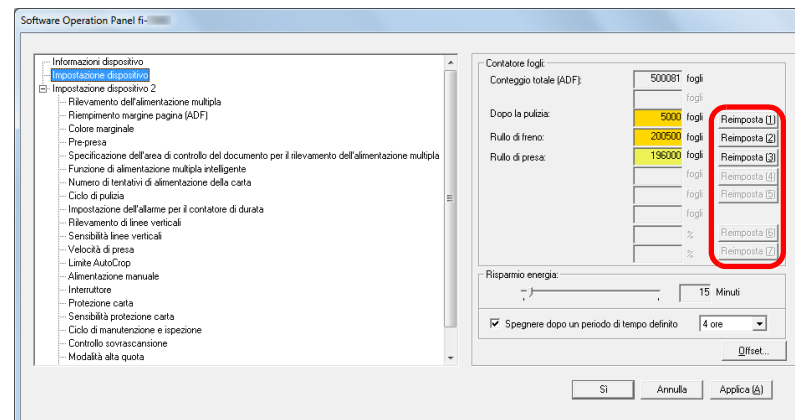 Software Operation Panel fi-
Informazioni dispositivo
Impostazione dispositivo
Impostazione dispositivo 2
Rilevamento dell'alimentazione multipla
Riempimento margine pagina (ADF)
Colore marginale
Pre-presa
Specificazione dell'area di controllo del documento per il rilevamento dell'alimentazione multipla
Funzione di alimentazione multipla intelligente
Numero di tentativi di alimentazione della carta
Ciclo di pulizia
Impostazione dell'allarme per il contatore di durata
Rilevamento di linee verticali
Sensibilità linee verticali
Velocità di presa
Limite AutoCrop
Alimentazione manuale
Interruttore
Protezione carta
Sensibilità protezione carta
Ciclo di manutenzione e ispezione
Controllo sovrascansione
Modalità alta quota
Contatore fogli:
Conteggio totale (ADF): 500081 fogli
fogli
Dopo la pulizia: 5000 fogli Reimposta (1)
Rullo di freno: 200500 fogli Reimposta (2)
Rullo di presa: 196000 fogli Reimposta (3)
fogli Reimposta (4)
fogli Reimposta (5)
fogli
% Reimposta (6)
% Reimposta (7)
Risparmio energia:
15 Minuti
Spegnere dopo un periodo di tempo definito 4 ore
Offset...
Sì Annulla Applica (A)